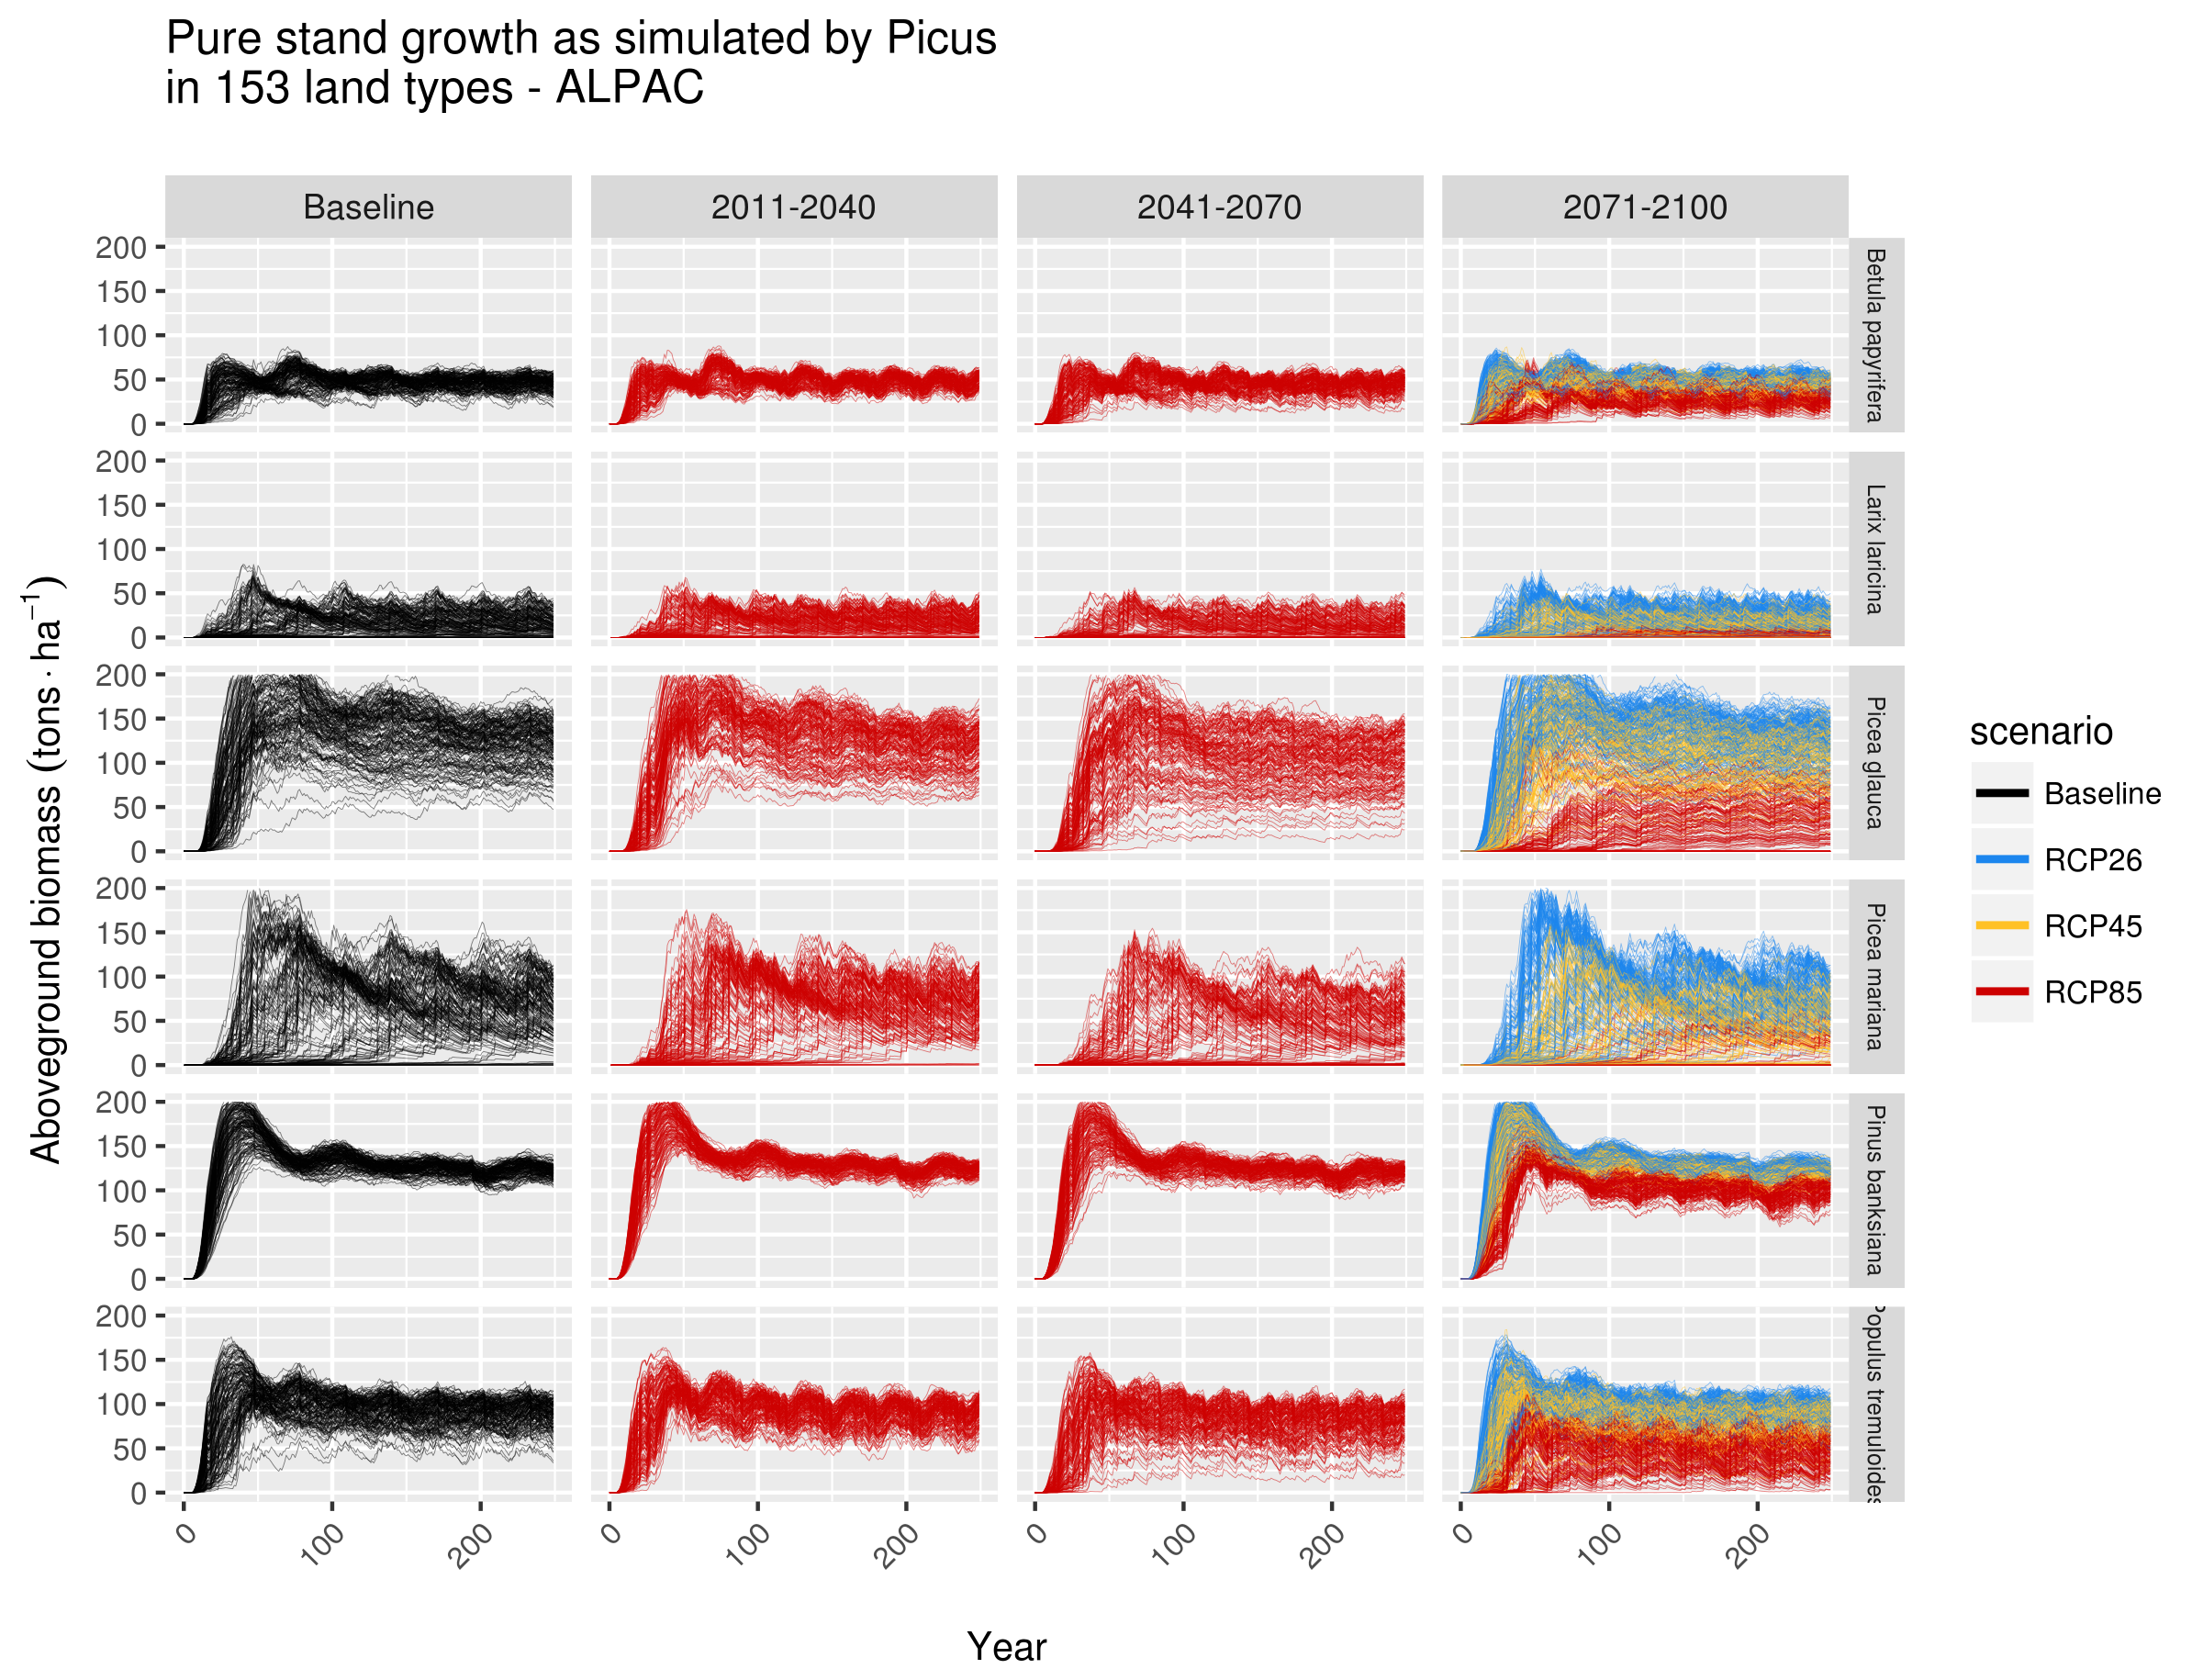 Pure stand growth as simulated by Picus
in 153 land types - ALPAC
Baseline 2011-2040 2041-2070 2071-2100
200
150
100
50
0
Betula papyrifera
200
150
100
50
0
Larix laricina
200
150
100
50
0
Picea glauca
200
150
100
50
0
Picea mariana
200
150
100
50
0
Pinus banksiana
200
150
100
50
0
Populus tremuloides
Aboveground biomass (tons · ha⁻¹)
0 100 200 0 100 200 0 100 200 0 100 200
Year
scenario
Baseline
RCP26
RCP45
RCP85